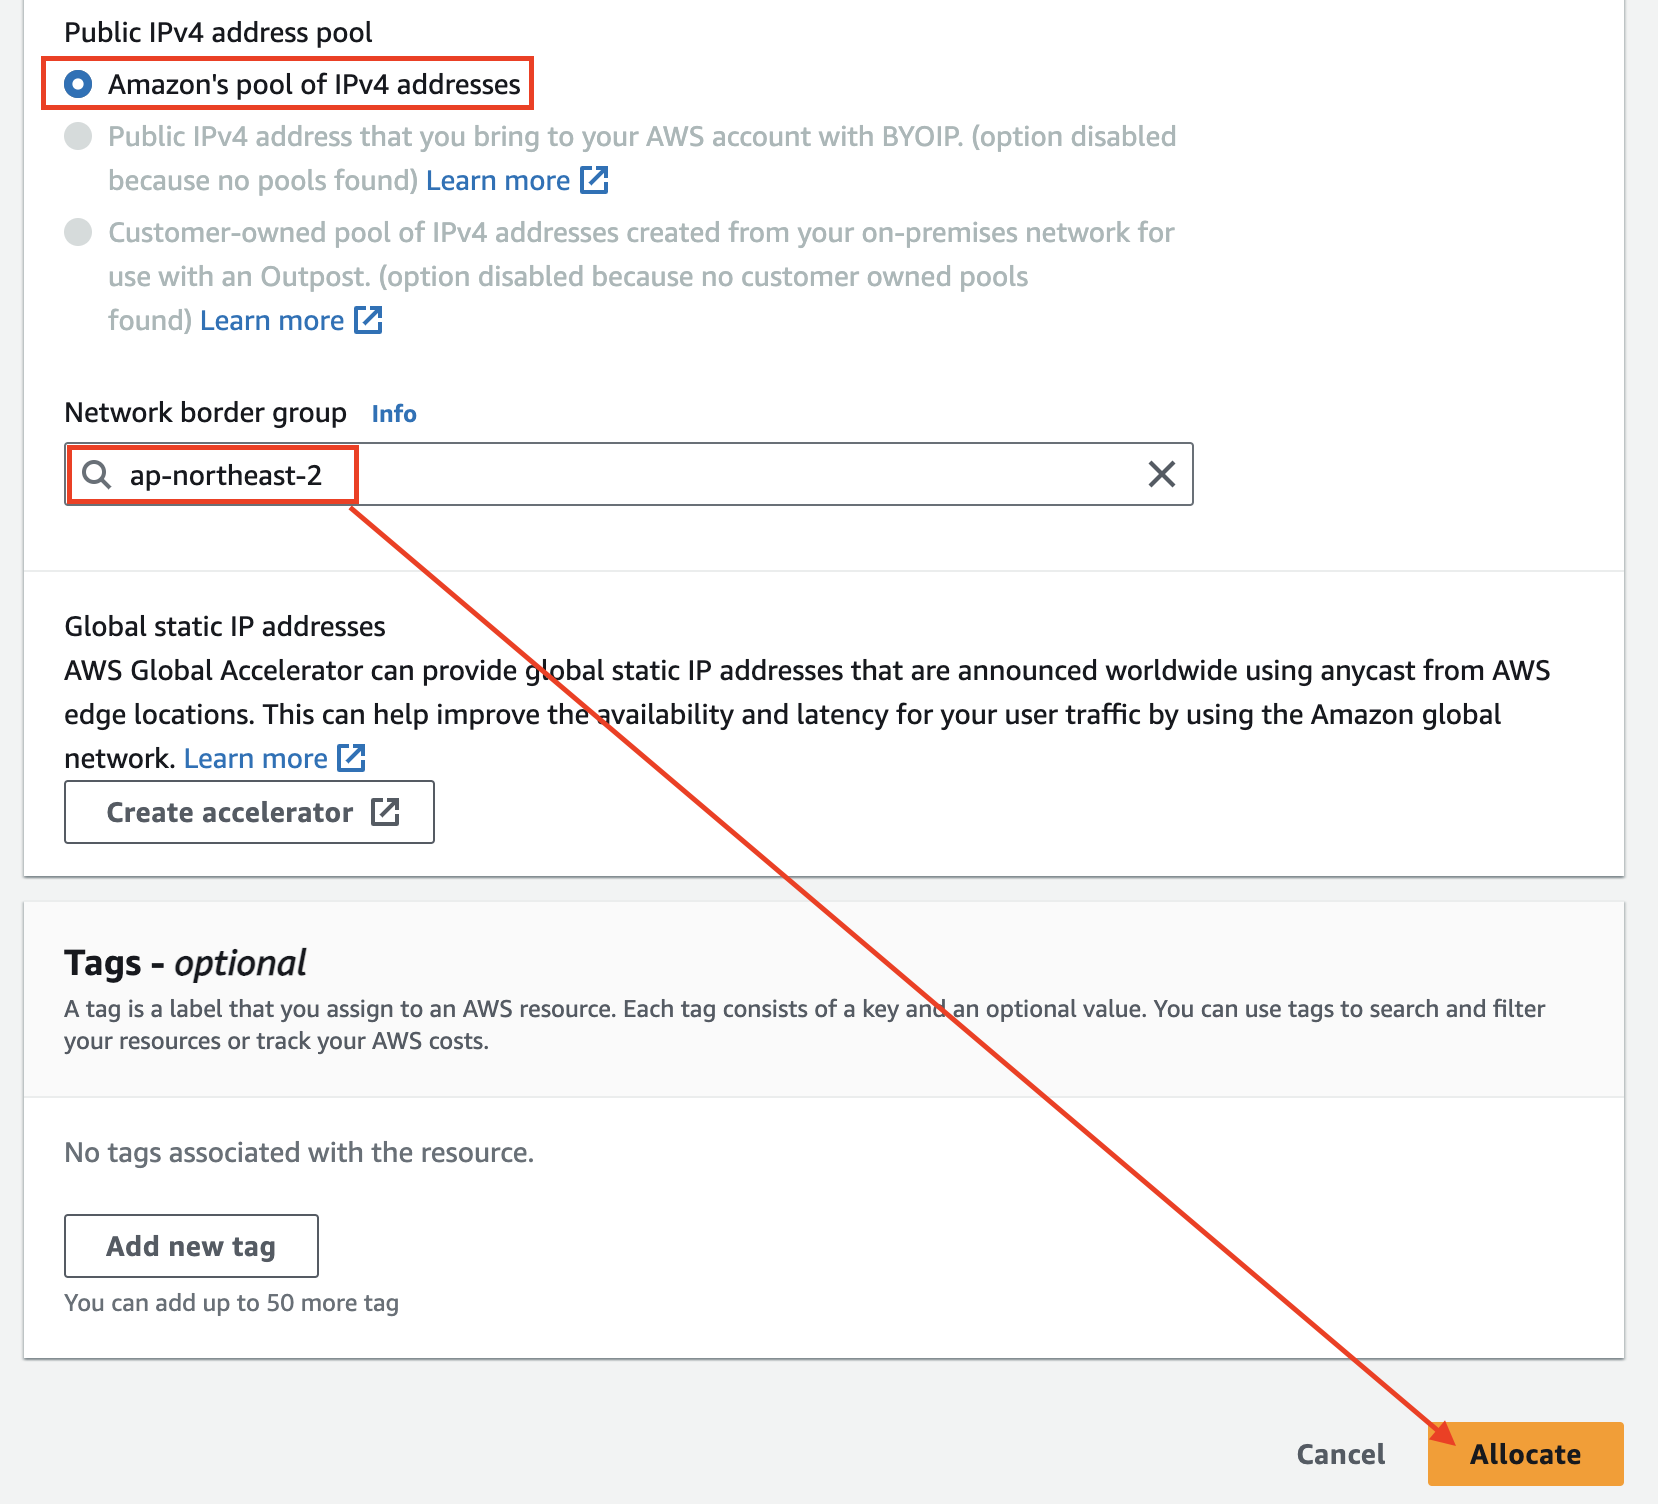 Public IPv4 address pool
Amazon's pool of IPv4 addresses
Public IPv4 address that you bring to your AWS account with BYOIP. (option disabled
because no pools found) Learn more
Customer-owned pool of IPv4 addresses created from your on-premises network for
use with an Outpost. (option disabled because no customer owned pools
found) Learn more
Network border group Info
ap-northeast-2
Global static IP addresses
AWS Global Accelerator can provide global static IP addresses that are announced worldwide using anycast from AWS
edge locations. This can help improve the availability and latency for your user traffic by using the Amazon global
network. Learn more
Create accelerator
Tags - optional
A tag is a label that you assign to an AWS resource. Each tag consists of a key and an optional value. You can use tags to search and filter
your resources or track your AWS costs.
No tags associated with the resource.
Add new tag
You can add up to 50 more tag
Cancel Allocate